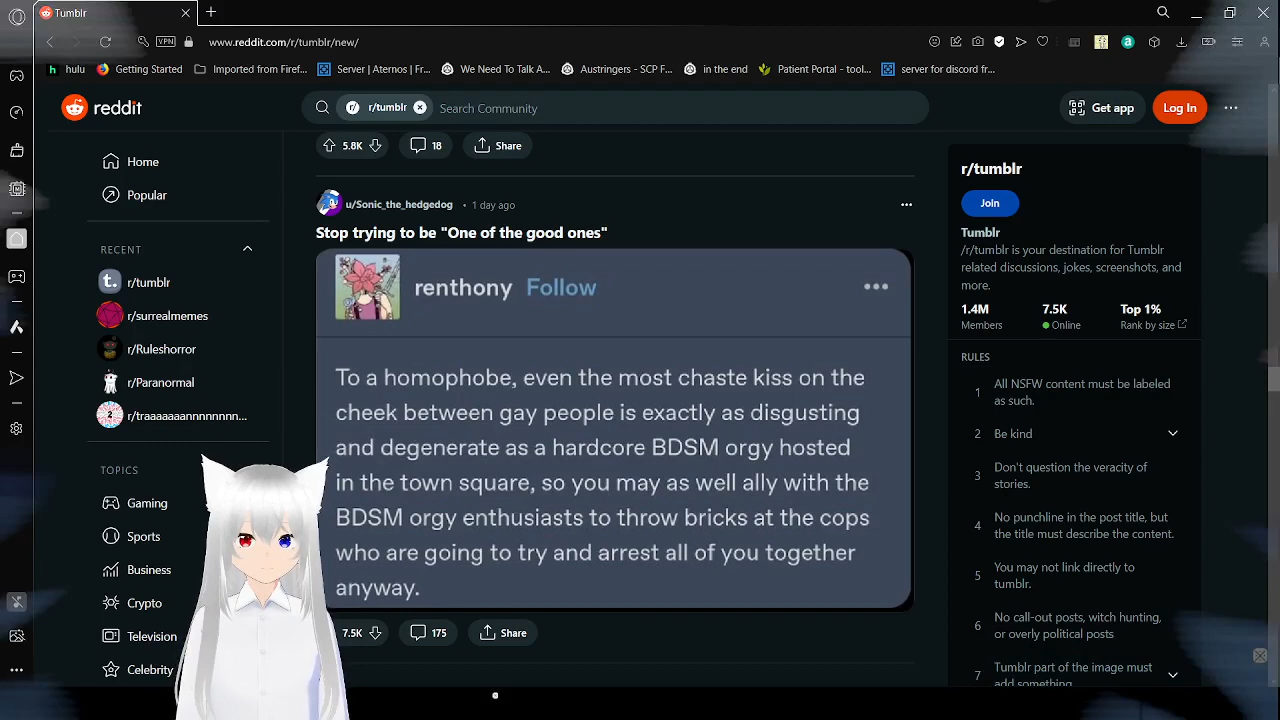 Tumblr
www.reddit.com/r/tumblr/new/
VPN
hulu
Getting Started
Imported from Firef...
Server | Aternos | Fr...
We Need To Talk A...
Austringers - SCP F...
in the end
Patient Portal - tool...
server for discord fr...
reddit
r/tumblr
Search Community
Get app
Log In
Home
Popular
RECENT
r/tumblr
r/surrealmemes
r/Ruleshorror
r/Paranormal
r/traaaaaaannnnnnnn...
TOPICS
Gaming
Sports
Business
Crypto
Television
Celebrity
5.8K
18
Share
u/Sonic_the_hedgedog
• 1 day ago
Stop trying to be "One of the good ones"
renthony Follow
To a homophobe, even the most chaste kiss on the
cheek between gay people is exactly as disgusting
and degenerate as a hardcore BDSM orgy hosted
in the town square, so you may as well ally with the
BDSM orgy enthusiasts to throw bricks at the cops
who are going to try and arrest all of you together
anyway.
7.5K
175
Share
r/tumblr
Join
Tumblr
/r/tumblr is your destination for Tumblr
related discussions, jokes, screenshots, and
more.
1.4M
Members
7.5K
Online
Top 1%
Rank by size
RULES
1 All NSFW content must be labeled
as such.
2 Be kind
3 Don't question the veracity of
stories.
4 No punchline in the post title, but
the title must describe the content.
5 You may not link directly to
tumblr.
6 No call-out posts, witch hunting,
or overly political posts
7 Tumblr part of the image must
add something